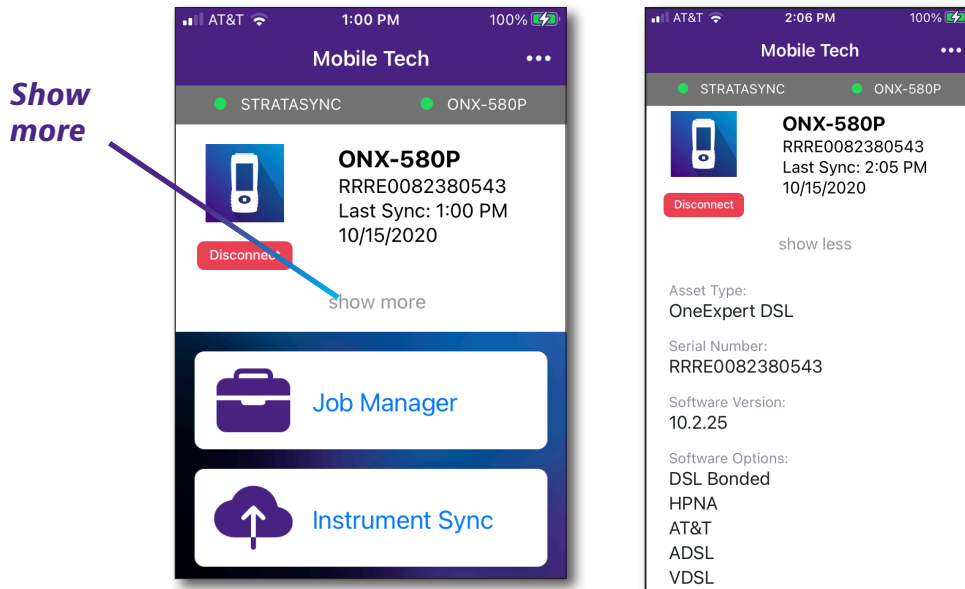 Show
more
AT&T
1:00 PM
100%
Mobile Tech
STRATASYNC
ONX-580P
ONX-580P
RRRE0082380543
Last Sync: 1:00 PM
10/15/2020
Disconnect
show more
Job Manager
Instrument Sync
AT&T
2:06 PM
100%
Mobile Tech
STRATASYNC
ONX-580P
ONX-580P
RRRE0082380543
Last Sync: 2:05 PM
10/15/2020
Disconnect
show less
Asset Type:
OneExpert DSL
Serial Number:
RRRE0082380543
Software Version:
10.2.25
Software Options:
DSL Bonded
HPNA
AT&T
ADSL
VDSL